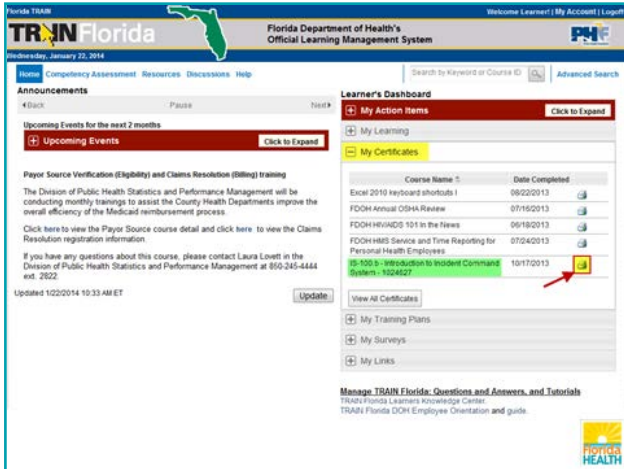 Florida TRAIN
Welcome Learner! | My Account | Logoff
TRAIN Florida
Florida Department of Health's
Official Learning Management System
PHF
Wednesday, January 22, 2014
Home Competency Assessment Resources Discussions Help
Search by Keyword or Course ID
Advanced Search
Announcements
Back Pause Next
Upcoming Events for the next 2 months
Upcoming Events Click to Expand
Payor Source Verification (Eligibility) and Claims Resolution (Billing) training
The Division of Public Health Statistics and Performance Management will be
conducting monthly trainings to assist the County Health Departments improve the
overall efficiency of the Medicaid reimbursement process.
Click here to view the Payor Source course detail and click here to view the Claims
Resolution registration information.
If you have any questions about this course, please contact Laura Lovett in the
Division of Public Health Statistics and Performance Management at 850-245-4444
ext. 2822.
Updated 1/22/2014 10:33 AM ET
Update
Learner's Dashboard
My Action Items Click to Expand
My Learning
My Certificates
Course Name Date Completed
Excel 2010 keyboard shortcuts I 08/22/2013
FDOH Annual OSHA Review 07/16/2013
FDOH HIV/AIDS 101 In the News 06/18/2013
FDOH HMS Service and Time Reporting for 07/24/2013
Personal Health Employees
IS-100.b - Introduction to Incident Command 10/17/2013
System - 1024627
View All Certificates
My Training Plans
My Surveys
My Links
Manage TRAIN Florida: Questions and Answers, and Tutorials
TRAIN Florida Learners Knowledge Center.
TRAIN Florida DOH Employee Orientation and guide.
Florida
HEALTH